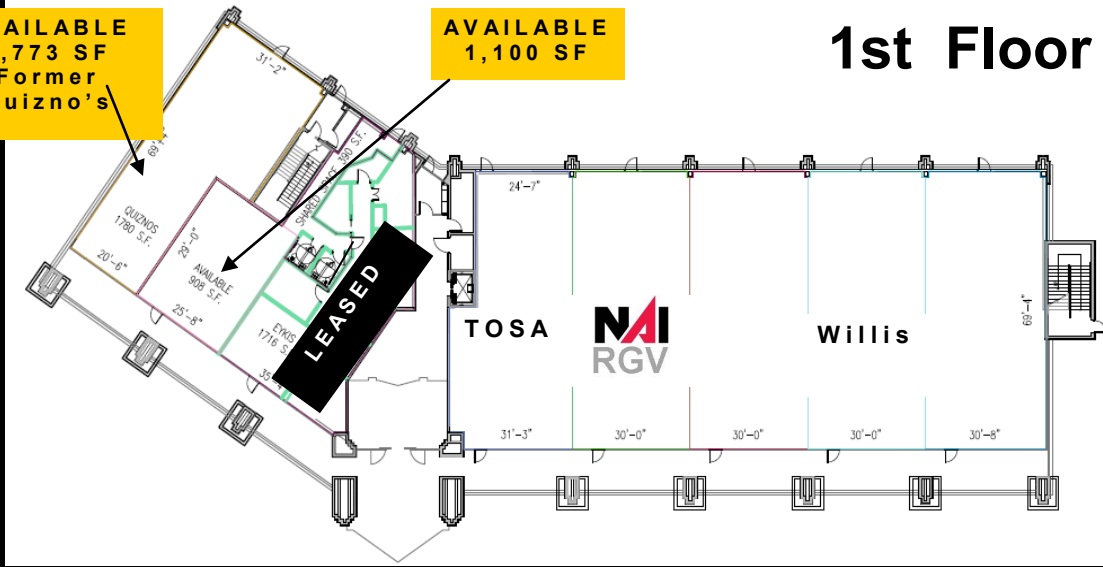 AILABLE
,773 SF
Former
uizno's
AVAILABLE
1,100 SF
1st Floor
31'-2"
QUIZNOS
1780 S.F.
20'-6"
29'-0"
AVAILABLE
908 S.F.
25'-8"
SHARED SPACE 390 S.F.
EYKIS
1716 S
LEASED
24'-7"
TOSA
NAI
RGV
Willis
69'-4"
31'-3"
30'-0"
30'-0"
30'-0"
30'-8"